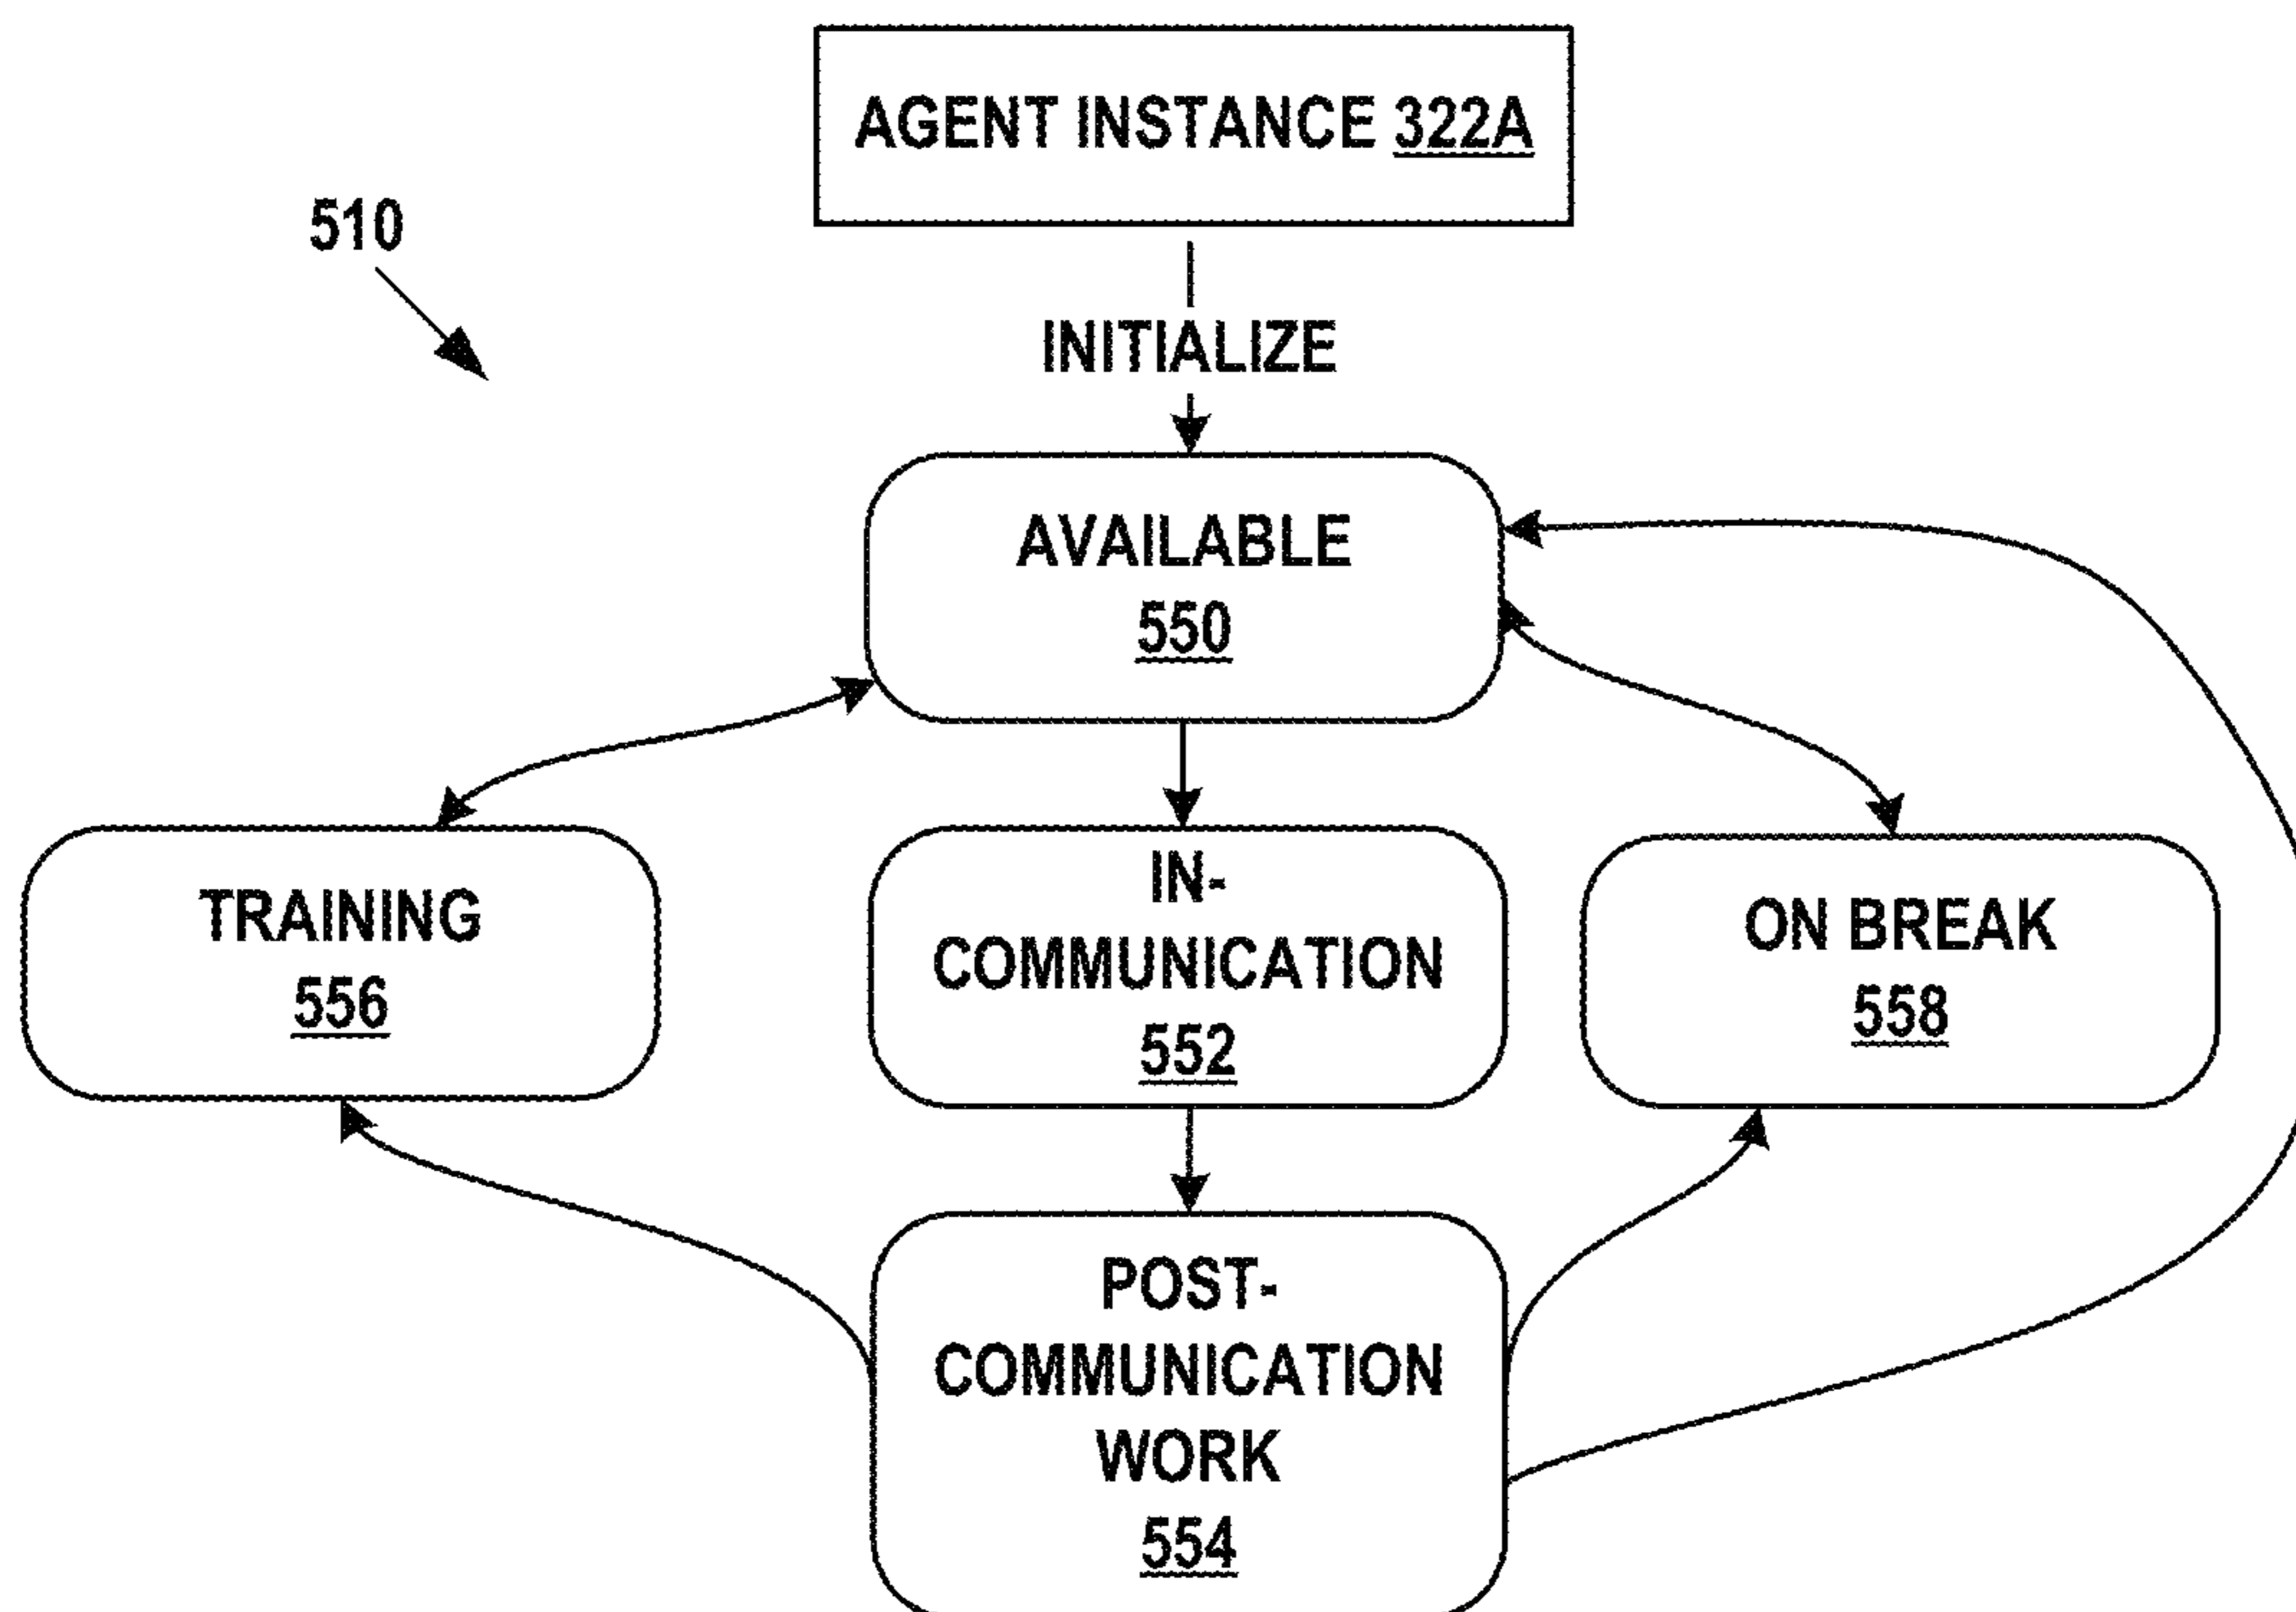 AGENT INSTANCE 322A
510
INITIALIZE
AVAILABLE
550
TRAINING
556
IN-
COMMUNICATION
552
ON BREAK
558
POST-
COMMUNICATION
WORK
554